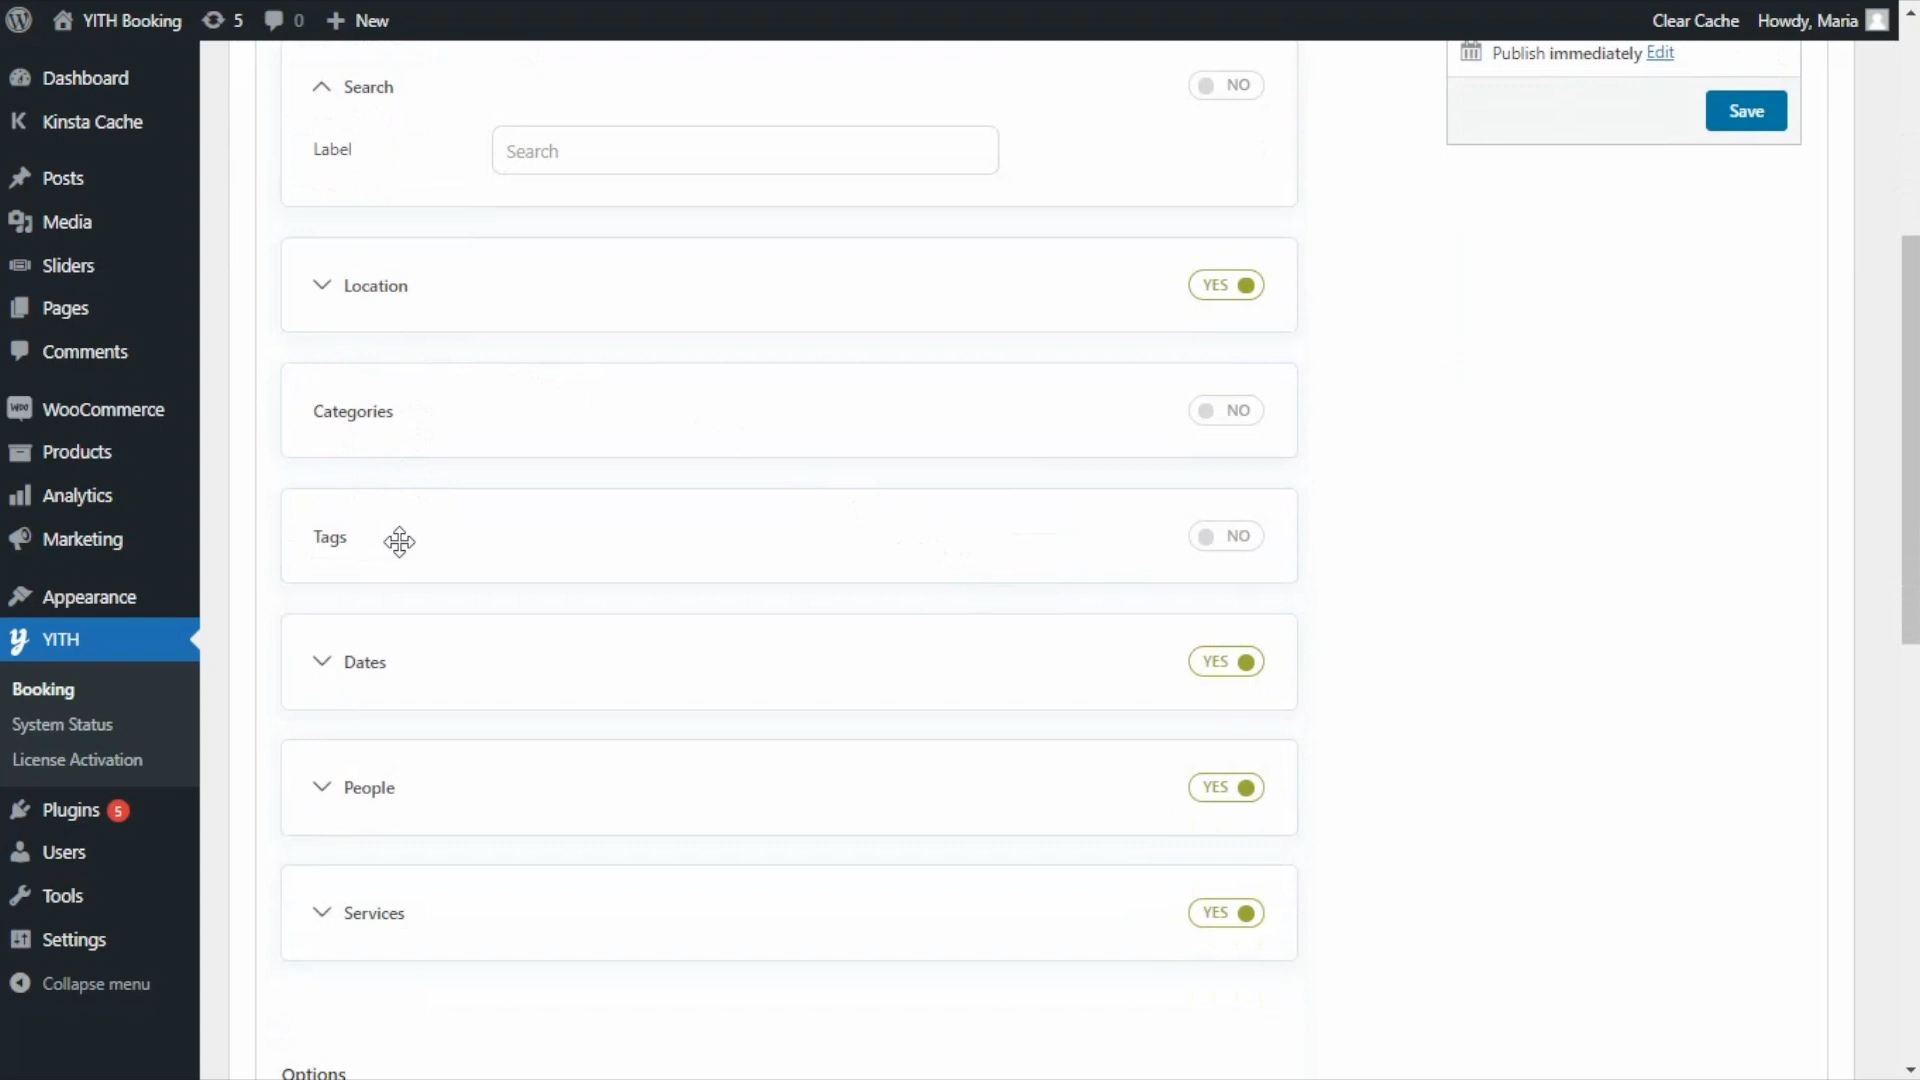 YITH Booking
5
0
New
Clear Cache
Howdy, Maria
Dashboard
Kinsta Cache
Posts
Media
Sliders
Pages
Comments
WooCommerce
Products
Analytics
Marketing
Appearance
YITH
Booking
System Status
License Activation
Plugins 5
Users
Tools
Settings
Collapse menu
Search
NO
Label
Search
Location
YES
Categories
NO
Tags
NO
Dates
YES
People
YES
Services
YES
Options
Publish immediately Edit
Save